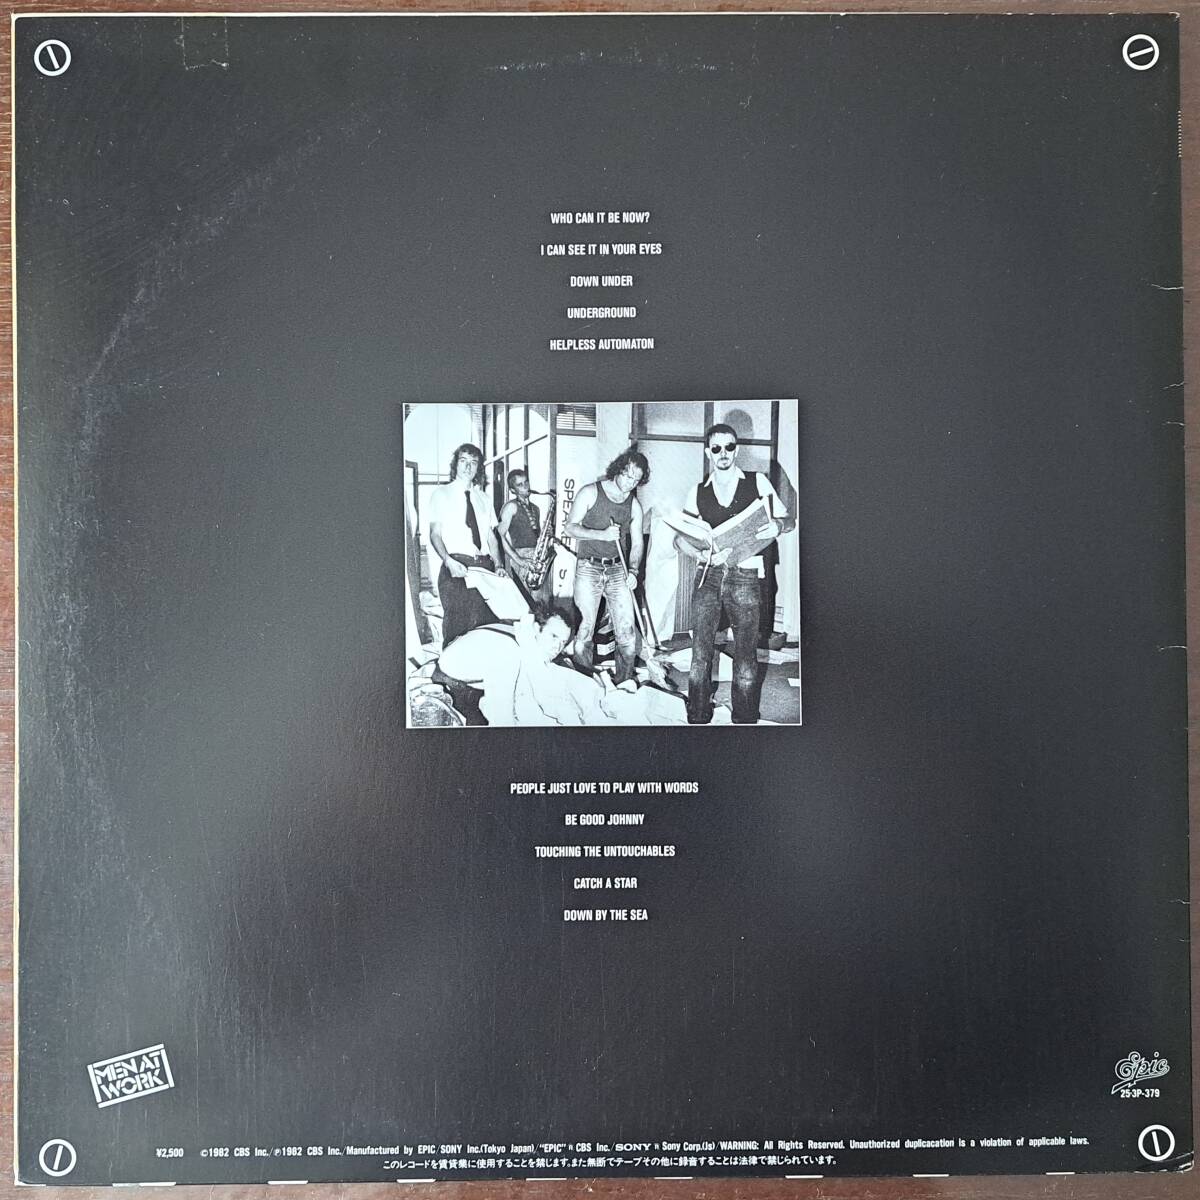 WHO CAN IT BE NOW?
I CAN SEE IT IN YOUR EYES
DOWN UNDER
UNDERGROUND
HELPLESS AUTOMATON
SPEAKE
S.
PEOPLE JUST LOVE TO PLAY WITH WORDS
BE GOOD JOHNNY
TOUCHING THE UNTOUCHABLES
CATCH A STAR
DOWN BY THE SEA
MEN AT
WORK
Epic
25·3P-379
¥2,500 ©1982 CBS Inc./℗1982 CBS Inc./Manufactured by EPIC/SONY Inc.(Tokyo Japan)/"EPIC" ® CBS Inc./SONY ® Sony Corp.(Js)/WARNING: All Rights Reserved. Unauthorized duplicacation is a violation of applicable laws.
このレコードを賃貸業に使用することを禁じます。また無断でテープその他に録音することは法律で禁じられています。